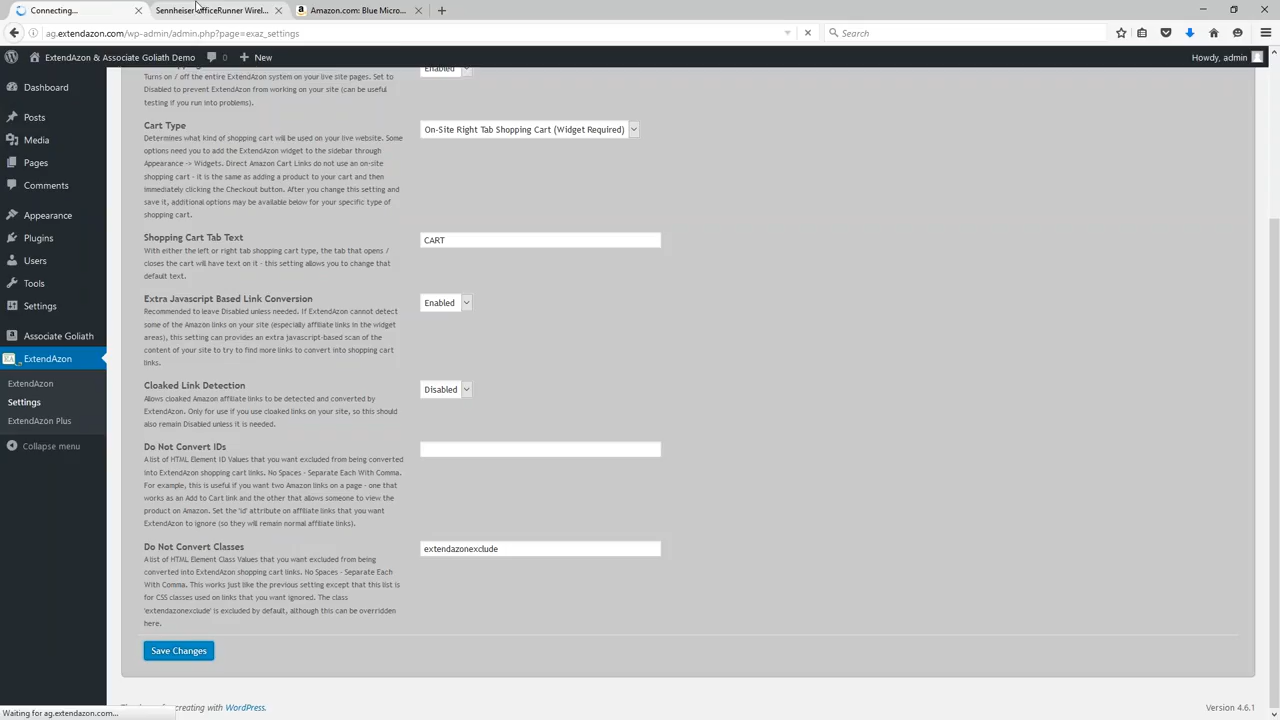 Connecting...
Sennheiser OfficeRunner Wirel...
Amazon.com: Blue Micro...
ag.extendazon.com/wp-admin/admin.php?page=exaz_settings
Search
ExtendAzon & Associate Goliath Demo
0
New
Howdy, admin
Dashboard
Posts
Media
Pages
Comments
Appearance
Plugins
Users
Tools
Settings
Associate Goliath
ExtendAzon
ExtendAzon
Settings
ExtendAzon Plus
Collapse menu
Enabled
Turns on / off the entire ExtendAzon system on your live site pages. Set to
Disabled to prevent ExtendAzon from working on your site (can be useful
testing if you run into problems).
Cart Type
On-Site Right Tab Shopping Cart (Widget Required)
Determines what kind of shopping cart will be used on your live website. Some
options need you to add the ExtendAzon widget to the sidebar through
Appearance -> Widgets. Direct Amazon Cart Links do not use an on-site
shopping cart - it is the same as adding a product to your cart and then
immediately clicking the Checkout button. After you change this setting and
save it, additional options may be available below for your specific type of
shopping cart.
Shopping Cart Tab Text
CART
With either the left or right tab shopping cart type, the tab that opens /
closes the cart will have text on it - this setting allows you to change that
default text.
Extra Javascript Based Link Conversion
Enabled
Recommended to leave Disabled unless needed. If ExtendAzon cannot detect
some of the Amazon links on your site (especially affiliate links in the widget
areas), this setting can provides an extra javascript-based scan of the
content of your site to try to find more links to convert into shopping cart
links.
Cloaked Link Detection
Disabled
Allows cloaked Amazon affiliate links to be detected and converted by
ExtendAzon. Only for use if you use cloaked links on your site, so this should
also remain Disabled unless it is needed.
Do Not Convert IDs
A list of HTML Element ID Values that you want excluded from being converted
into ExtendAzon shopping cart links. No Spaces - Separate Each With Comma.
For example, this is useful if you want two Amazon links on a page - one that
works as an Add to Cart link and the other that allows someone to view the
product on Amazon. Set the 'id' attribute on affiliate links that you want
ExtendAzon to ignore (so they will remain normal affiliate links).
Do Not Convert Classes
extendazonexclude
A list of HTML Element Class Values that you want excluded from being
converted into ExtendAzon shopping cart links. No Spaces - Separate Each
With Comma. This works just like the previous setting except that this list is
for CSS classes used on links that you want ignored. The class
'extendazonexclude' is excluded by default, although this can be overridden
here.
Save Changes
creating with WordPress.
Version 4.6.1
Waiting for ag.extendazon.com...